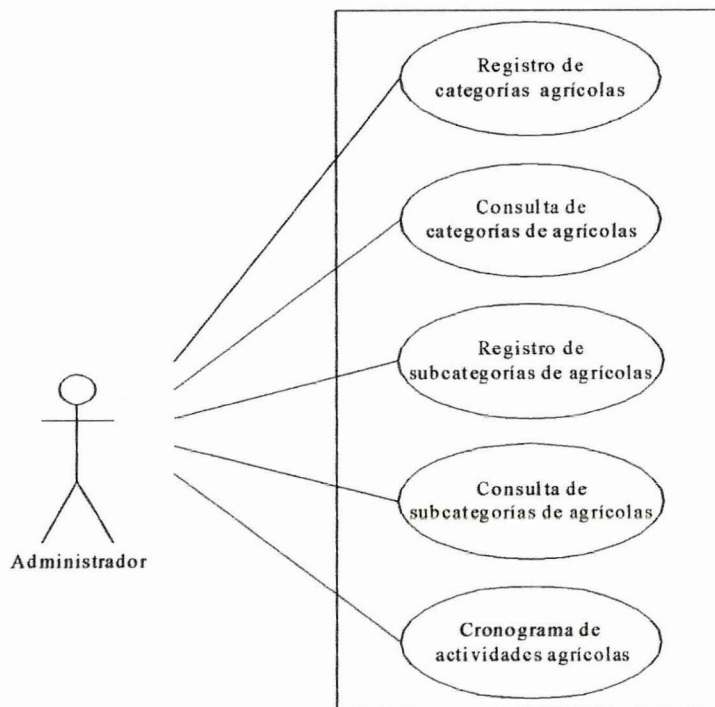 Registro de
categorías agrícolas
Consulta de
categorías de agrícolas
Registro de
subcategorías de agrícolas
Consulta de
subcategorías de agrícolas
Administrador
Cronograma de
actividades agrícolas